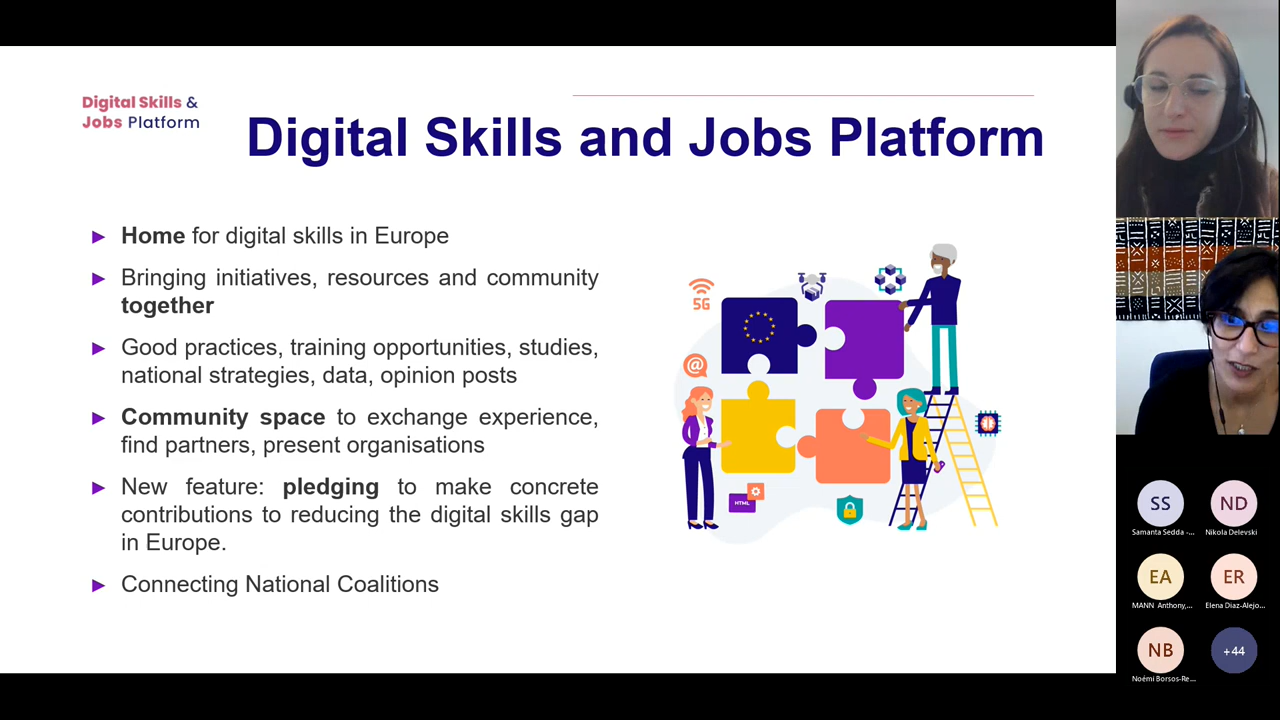 Digital Skills &
Jobs Platform
Digital Skills and Jobs Platform
Home for digital skills in Europe
Bringing initiatives, resources and community
together
Good practices, training opportunities, studies,
national strategies, data, opinion posts
Community space to exchange experience,
find partners, present organisations
New feature: pledging to make concrete
contributions to reducing the digital skills gap
in Europe.
Connecting National Coalitions
5G
@
HTML
SS
ND
Samanta Sedda -...
Nikola Delevski
EA
ER
MANN Anthony,...
Elena Diaz-Alejo...
NB
+44
Noémi Borsos-Re...